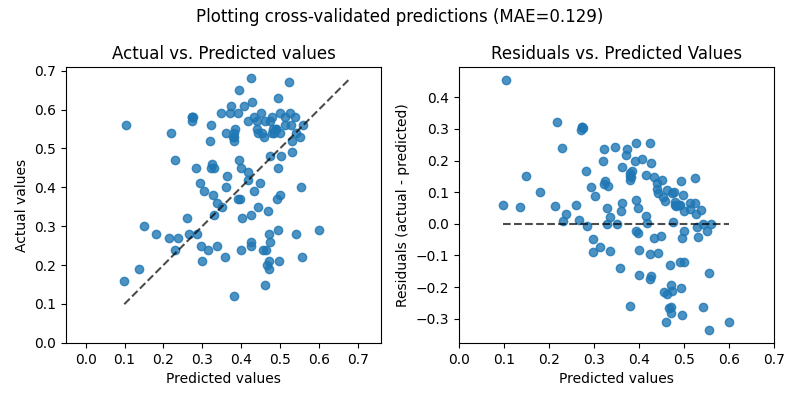 Plotting cross-validated predictions (MAE=0.129)
Actual vs. Predicted values
Actual values
0.7
0.6
0.5
0.4
0.3
0.2
0.1
0.0
0.0 0.1 0.2 0.3 0.4 0.5 0.6 0.7
Predicted values
Residuals vs. Predicted Values
Residuals (actual - predicted)
0.4
0.3
0.2
0.1
0.0
−0.1
−0.2
−0.3
0.0 0.1 0.2 0.3 0.4 0.5 0.6 0.7
Predicted values